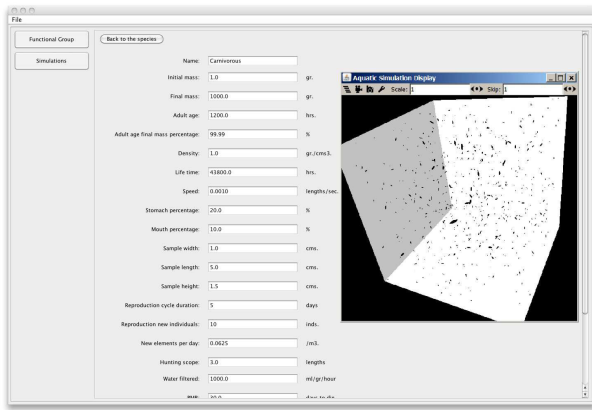 File
Functional Group
Simulations
Back to the species
Name: Carnivorous
Initial mass: 1.0 gr.
Final mass: 1000.0 gr.
Adult age: 1200.0 hrs.
Adult age final mass percentage: 99.99 %
Density: 1.0 gr./cms3.
Life time: 43800.0 hrs.
Speed: 0.0010 lengths/sec.
Stomach percentage: 20.0 %
Mouth percentage: 10.0 %
Sample width: 1.0 cms.
Sample length: 5.0 cms.
Sample height: 1.5 cms.
Reproduction cycle duration: 5 days
Reproduction new individuals: 10 inds.
New elements per day: 0.0625 /m3.
Hunting scope: 3.0 lengths
Water filtered: 1000.0 ml/gr/hour
30.0 days to die
Aquatic Simulation Display
Scale: 1 Skip: 1